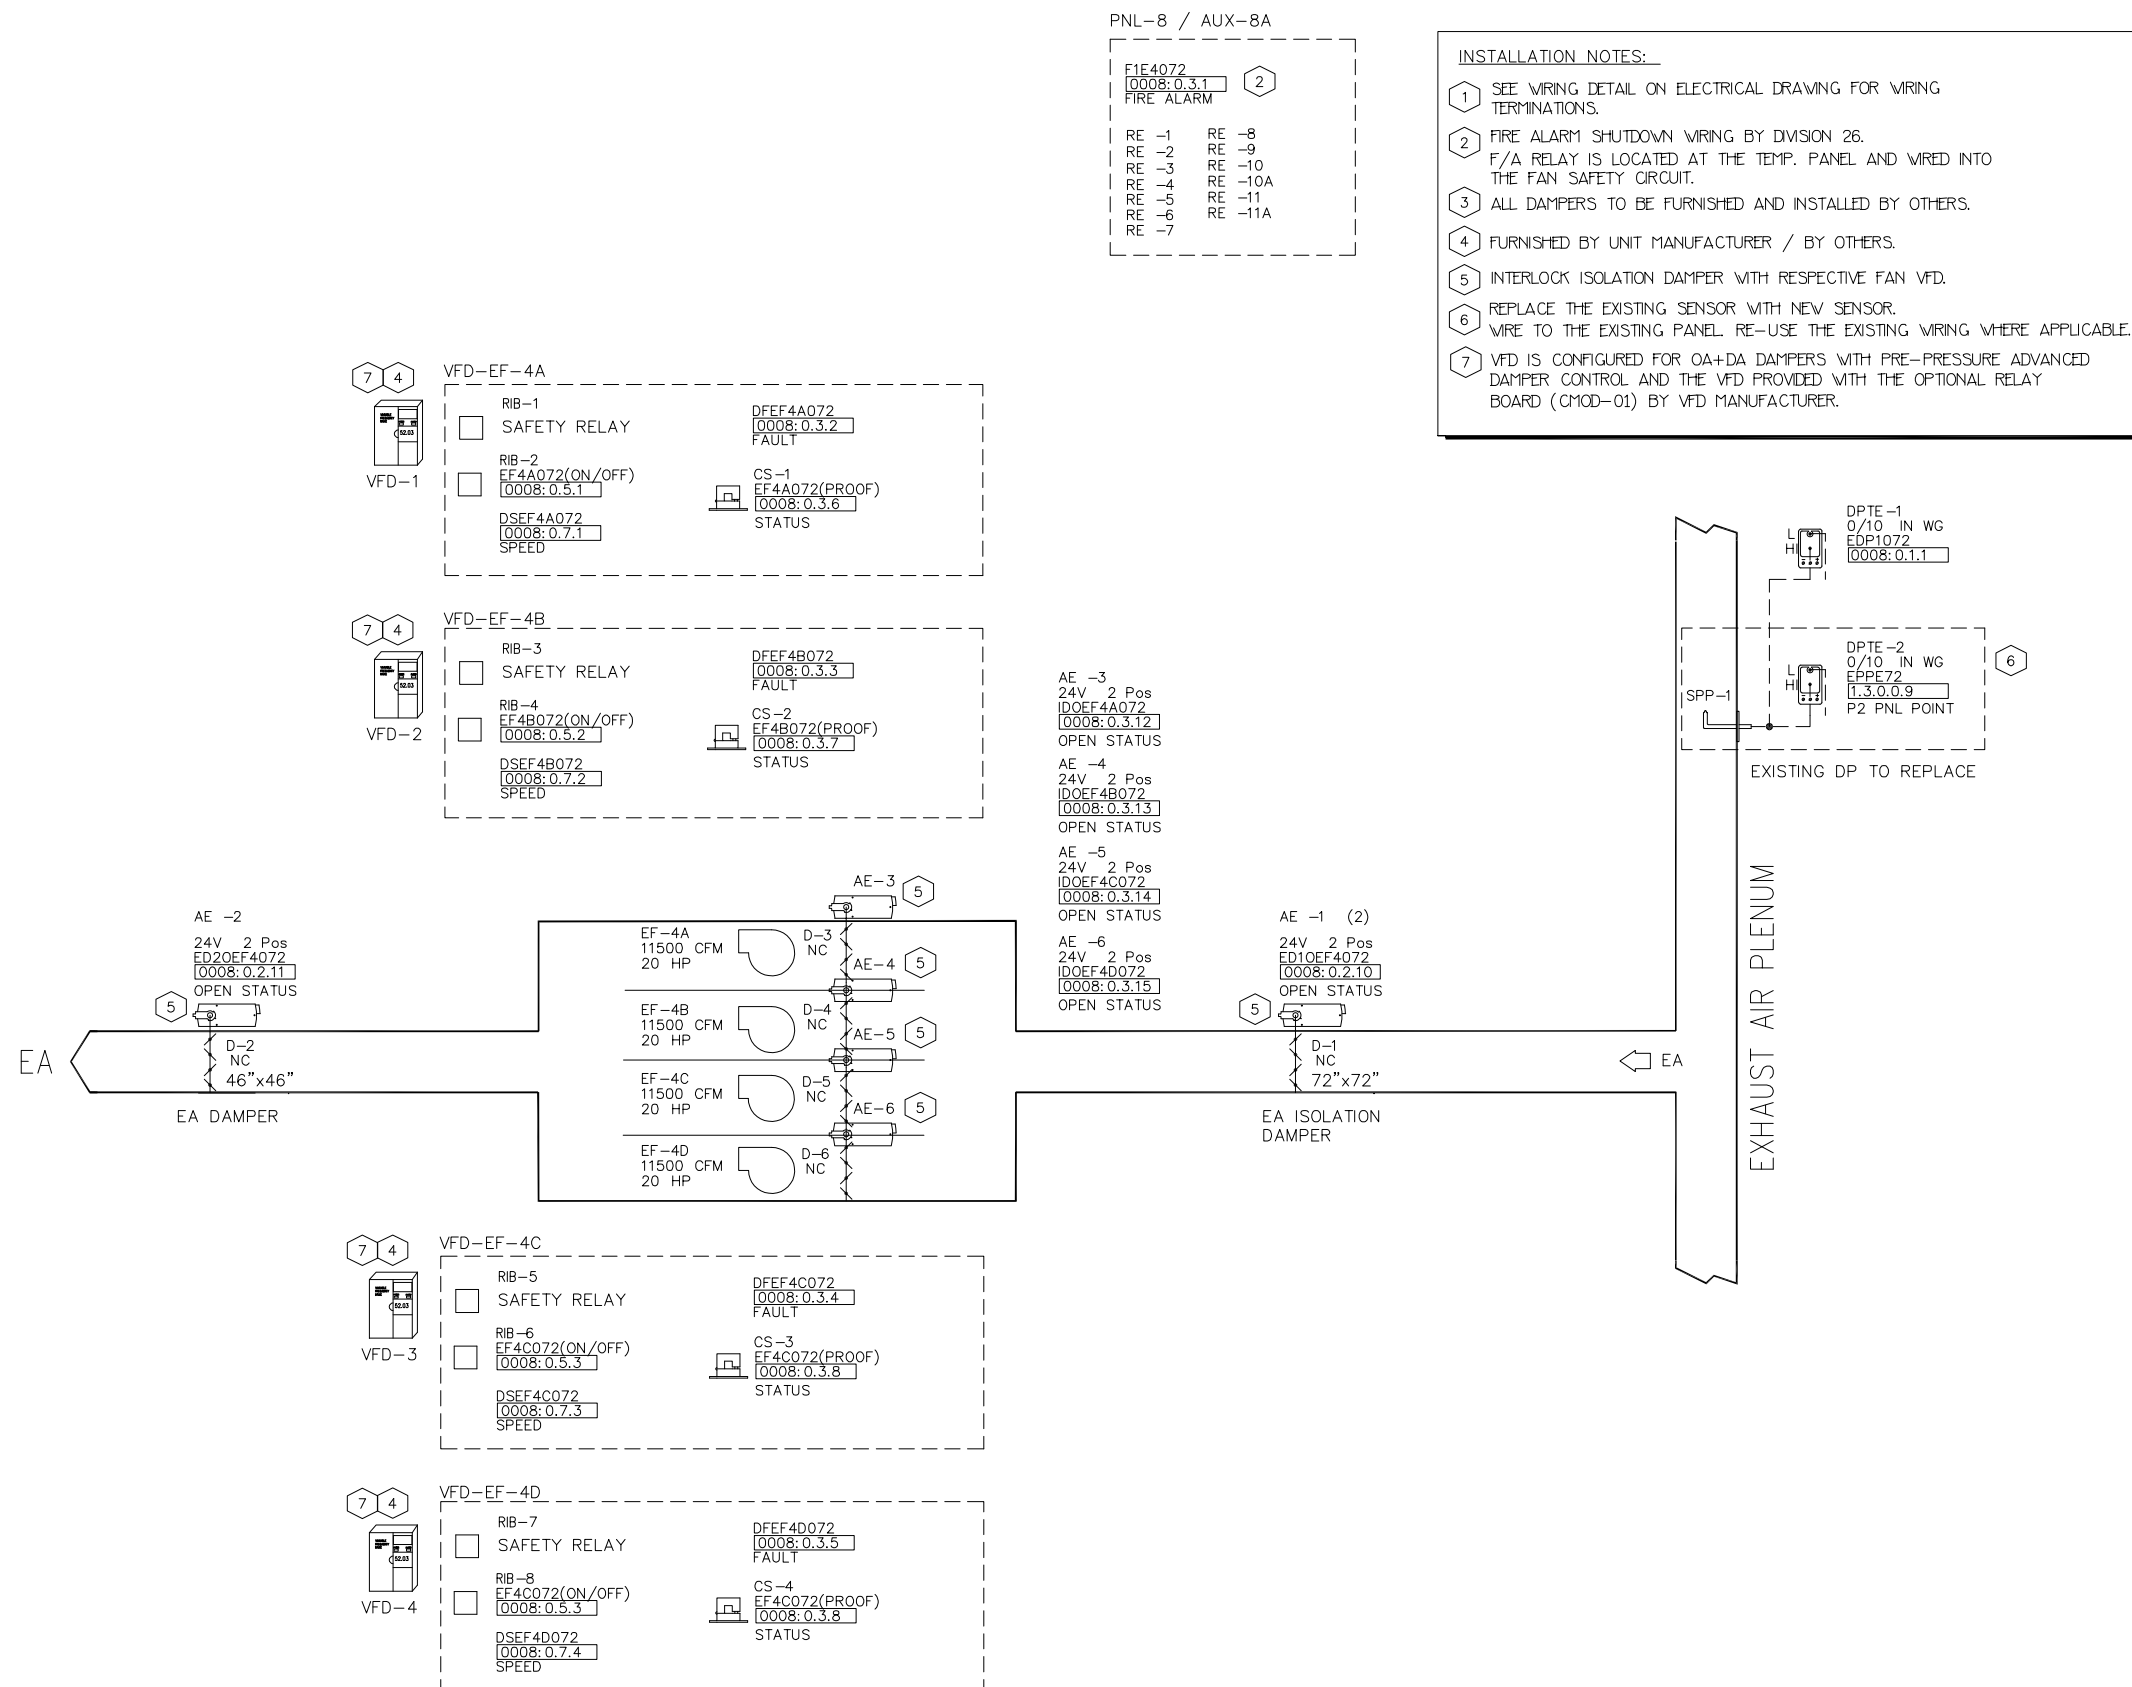 PNL-8 / AUX-8A
F1E4072
0008:0.3.1
2
FIRE ALARM
RE -1
RE -2
RE -3
RE -4
RE -5
RE -6
RE -7
RE -8
RE -9
RE -10
RE -10A
RE -11
RE -11A
INSTALLATION NOTES:
1 SEE WIRING DETAIL ON ELECTRICAL DRAWING FOR WIRING
TERMINATIONS.
2 FIRE ALARM SHUTDOWN WIRING BY DIVISION 26.
F/A RELAY IS LOCATED AT THE TEMP. PANEL AND WIRED INTO
THE FAN SAFETY CIRCUIT.
3 ALL DAMPERS TO BE FURNISHED AND INSTALLED BY OTHERS.
4 FURNISHED BY UNIT MANUFACTURER / BY OTHERS.
5 INTERLOCK ISOLATION DAMPER WITH RESPECTIVE FAN VFD.
6 REPLACE THE EXISTING SENSOR WITH NEW SENSOR.
WIRE TO THE EXISTING PANEL. RE-USE THE EXISTING WIRING WHERE APPLICABLE.
7 VFD IS CONFIGURED FOR OA+DA DAMPERS WITH PRE-PRESSURE ADVANCED
DAMPER CONTROL AND THE VFD PROVIDED WITH THE OPTIONAL RELAY
BOARD (CMOD-01) BY VFD MANUFACTURER.
7 4
VFD-EF-4A
52.03
VFD-1
RIB-1
SAFETY RELAY
RIB-2
EF4A072(ON/OFF)
0008:0.5.1
DSEF4A072
0008:0.7.1
SPEED
DFEF4A072
0008:0.3.2
FAULT
CS-1
EF4A072(PROOF)
0008:0.3.6
STATUS
7 4
VFD-EF-4B
52.03
VFD-2
RIB-3
SAFETY RELAY
RIB-4
EF4B072(ON/OFF)
0008:0.5.2
DSEF4B072
0008:0.7.2
SPEED
DFEF4B072
0008:0.3.3
FAULT
CS-2
EF4B072(PROOF)
0008:0.3.7
STATUS
DPTE-1
0/10 IN WG
EDP1072
0008:0.1.1
L
HI
DPTE-2
0/10 IN WG
EPPE72
1.3.0.0.9
P2 PNL POINT
L
HI
SPP-1
6
EXISTING DP TO REPLACE
AE -3
24V 2 Pos
IDOEF4A072
0008:0.3.12
OPEN STATUS
AE -4
24V 2 Pos
IDOEF4B072
0008:0.3.13
OPEN STATUS
AE -5
24V 2 Pos
IDOEF4C072
0008:0.3.14
OPEN STATUS
AE -6
24V 2 Pos
IDOEF4D072
0008:0.3.15
OPEN STATUS
AE -2
24V 2 Pos
ED2OEF4072
0008:0.2.11
OPEN STATUS
5
EA
D-2
NC
46"x46"
EA DAMPER
AE-3 5
EF-4A
11500 CFM
20 HP
D-3
NC
AE-4 5
EF-4B
11500 CFM
20 HP
D-4
NC
AE-5 5
EF-4C
11500 CFM
20 HP
D-5
NC
AE-6 5
EF-4D
11500 CFM
20 HP
D-6
NC
AE -1 (2)
24V 2 Pos
ED1OEF4072
0008:0.2.10
OPEN STATUS
5
D-1
NC
72"x72"
EA ISOLATION
DAMPER
EA
EXHAUST AIR PLENUM
7 4
VFD-EF-4C
52.03
VFD-3
RIB-5
SAFETY RELAY
RIB-6
EF4C072(ON/OFF)
0008:0.5.3
DSEF4C072
0008:0.7.3
SPEED
DFEF4C072
0008:0.3.4
FAULT
CS-3
EF4C072(PROOF)
0008:0.3.8
STATUS
7 4
VFD-EF-4D
52.03
VFD-4
RIB-7
SAFETY RELAY
RIB-8
EF4C072(ON/OFF)
0008:0.5.3
DSEF4D072
0008:0.7.4
SPEED
DFEF4D072
0008:0.3.5
FAULT
CS-4
EF4C072(PROOF)
0008:0.3.8
STATUS